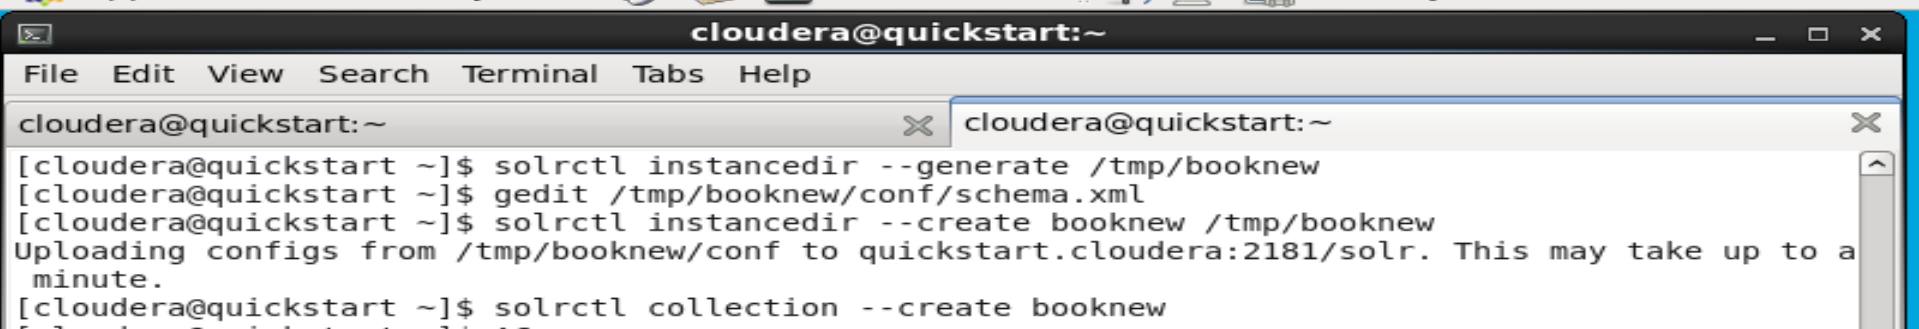 cloudera@quickstart:~
File Edit View Search Terminal Tabs Help
cloudera@quickstart:~ cloudera@quickstart:~
[cloudera@quickstart ~]$ solrctl instancedir --generate /tmp/booknew
[cloudera@quickstart ~]$ gedit /tmp/booknew/conf/schema.xml
[cloudera@quickstart ~]$ solrctl instancedir --create booknew /tmp/booknew
Uploading configs from /tmp/booknew/conf to quickstart.cloudera:2181/solr. This may take up to a
minute.
[cloudera@quickstart ~]$ solrctl collection --create booknew